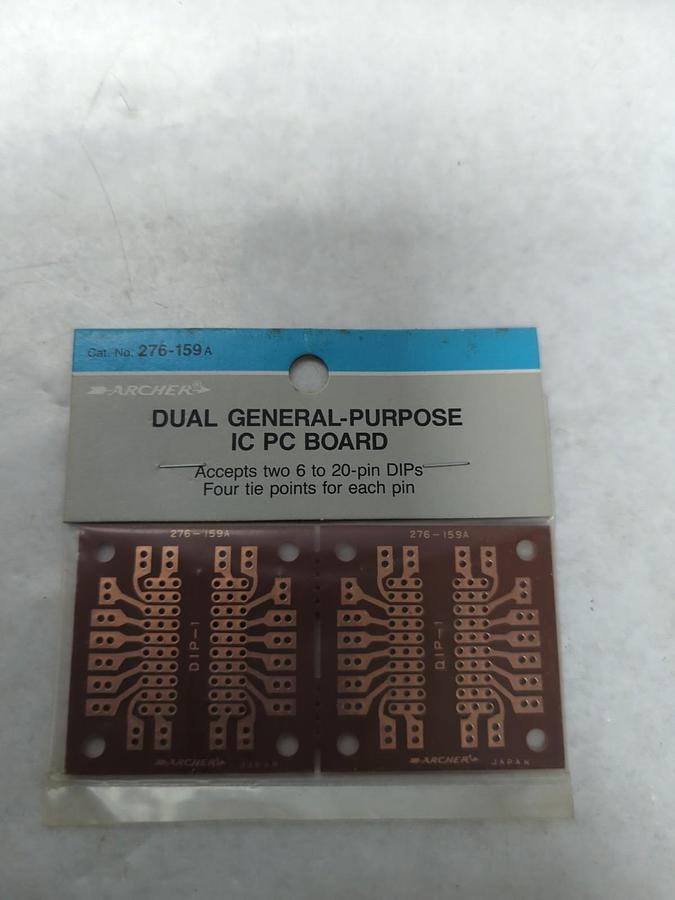 Cat. No. 276-159A
ARCHER®
DUAL GENERAL-PURPOSE
IC PC BOARD
Accepts two 6 to 20-pin DIPs
Four tie points for each pin
276-159A
276-159A
DIP-1
DIP-1
ARCHER JAPAN
ARCHER JAPAN